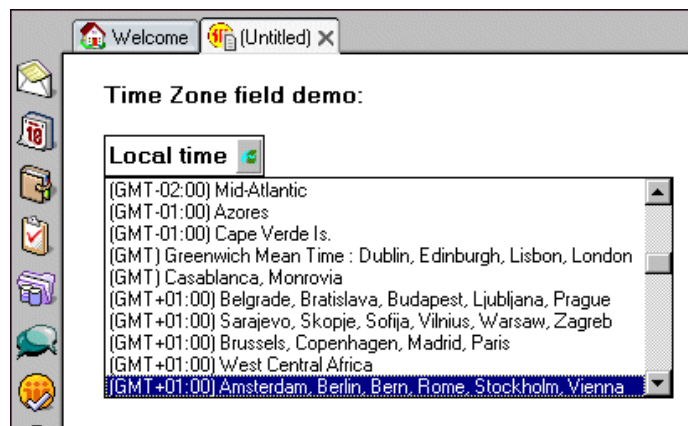 Welcome
(Untitled)
Time Zone field demo:
Local time
(GMT-02:00) Mid-Atlantic
(GMT-01:00) Azores
(GMT-01:00) Cape Verde Is.
(GMT) Greenwich Mean Time : Dublin, Edinburgh, Lisbon, London
(GMT) Casablanca, Monrovia
(GMT+01:00) Belgrade, Bratislava, Budapest, Ljubljana, Prague
(GMT+01:00) Sarajevo, Skopje, Sofija, Vilnius, Warsaw, Zagreb
(GMT+01:00) Brussels, Copenhagen, Madrid, Paris
(GMT+01:00) West Central Africa
(GMT+01:00) Amsterdam, Berlin, Bern, Rome, Stockholm, Vienna
18